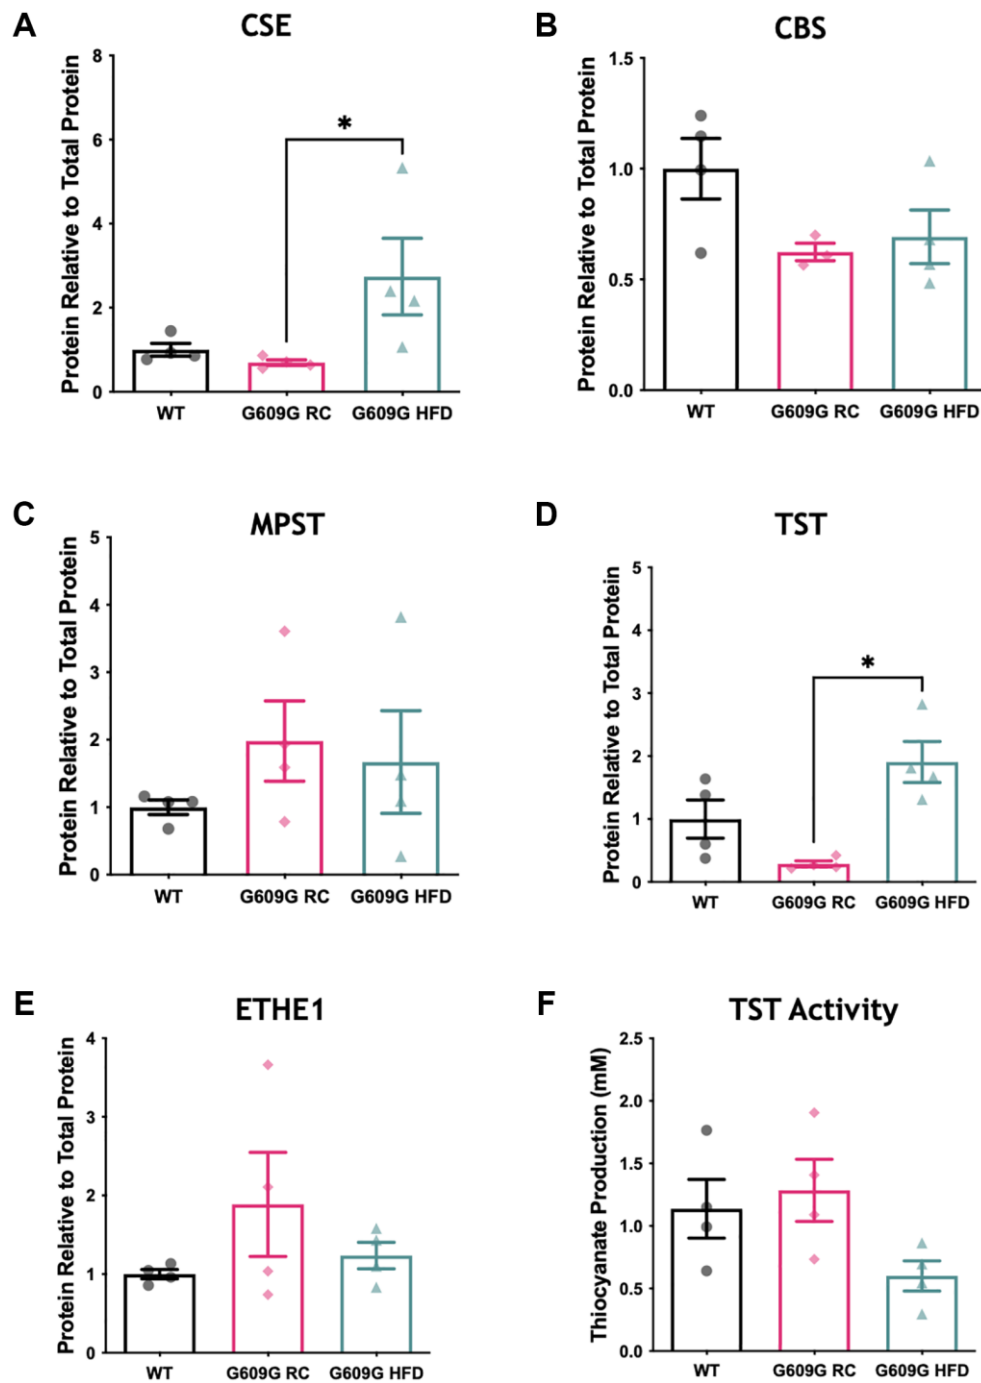 A
CSE
Protein Relative to Total Protein
8
6
4
2
0
*
WT
G609G RC
G609G HFD
B
CBS
Protein Relative to Total Protein
1.5
1.0
0.5
0.0
WT
G609G RC
G609G HFD
C
MPST
Protein Relative to Total Protein
5
4
3
2
1
0
WT
G609G RC
G609G HFD
D
TST
Protein Relative to Total Protein
5
4
3
2
1
0
*
WT
G609G RC
G609G HFD
E
ETHE1
Protein Relative to Total Protein
4
3
2
1
0
WT
G609G RC
G609G HFD
F
TST Activity
Thiocyanate Production (mM)
2.5
2.0
1.5
1.0
0.5
0.0
WT
G609G RC
G609G HFD